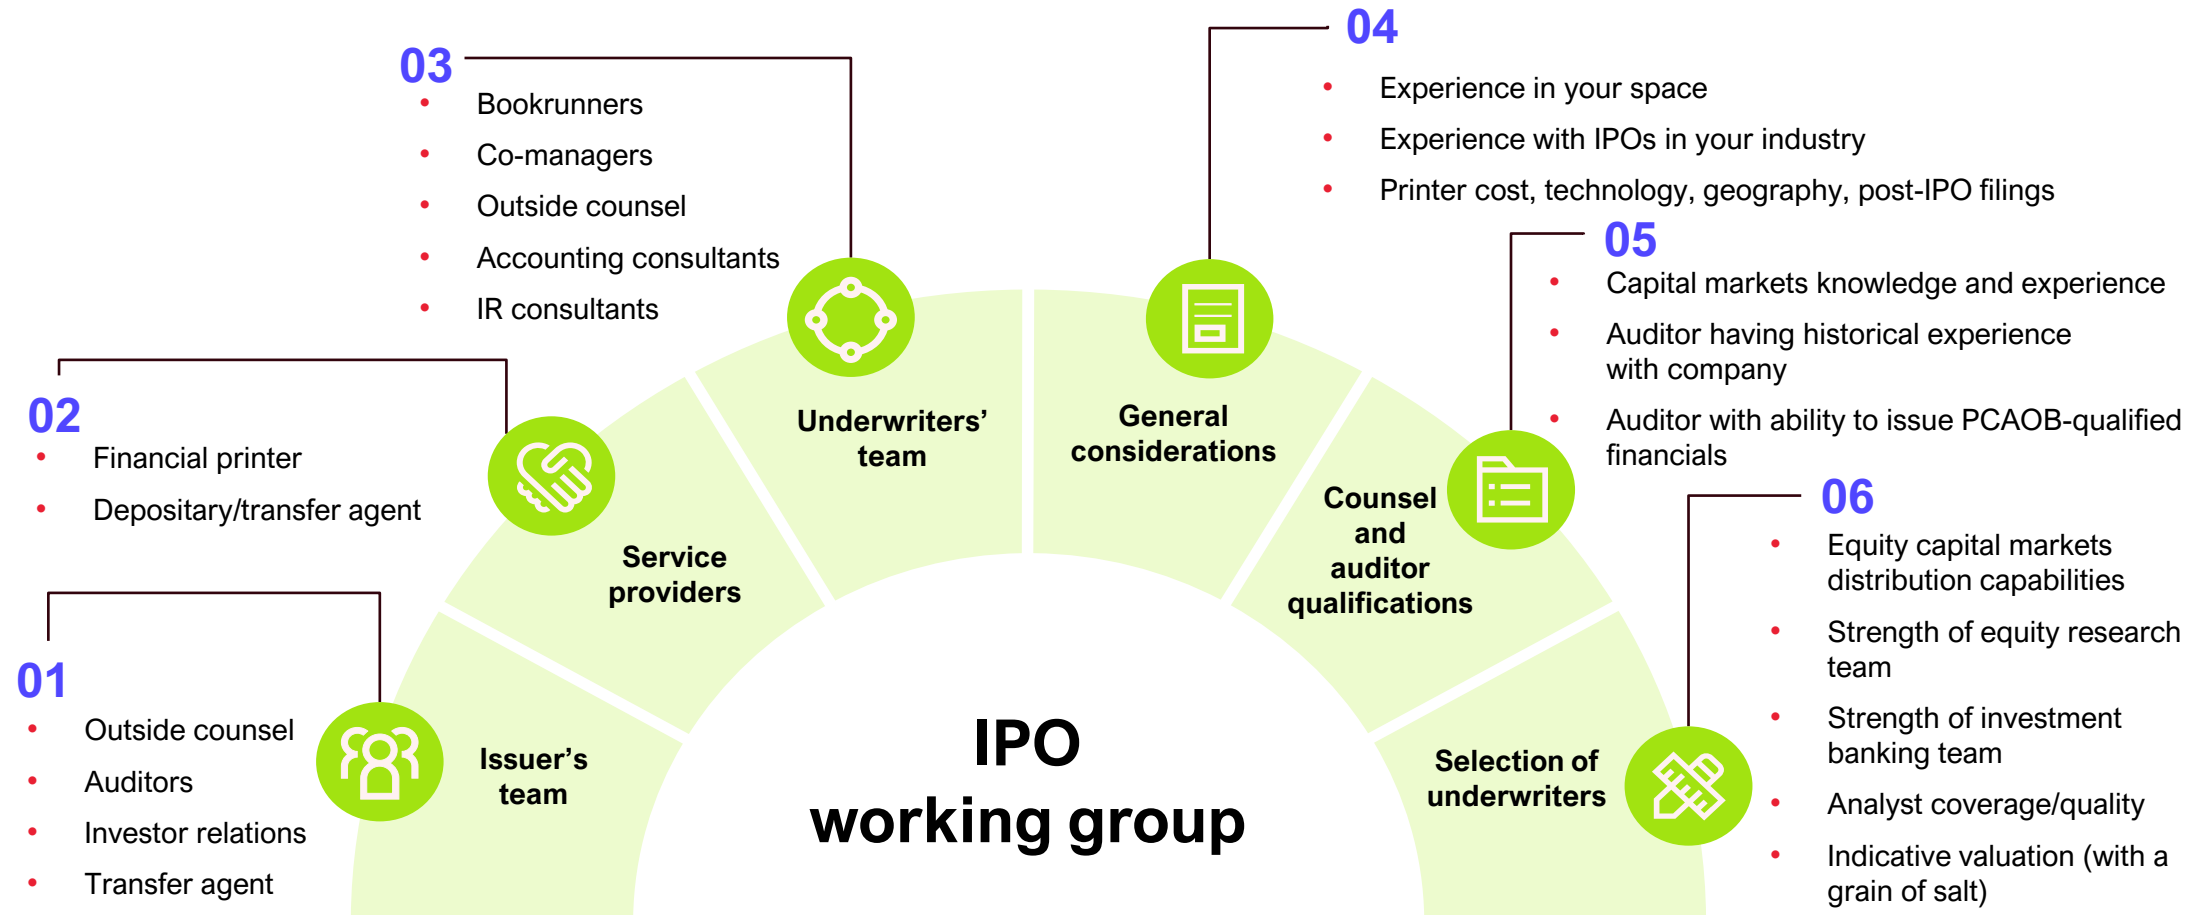 01
• Outside counsel
• Auditors
• Investor relations
• Transfer agent
Issuer’s
team
02
• Financial printer
• Depositary/transfer agent
Service
providers
03
• Bookrunners
• Co-managers
• Outside counsel
• Accounting consultants
• IR consultants
Underwriters’
team
04
• Experience in your space
• Experience with IPOs in your industry
• Printer cost, technology, geography, post-IPO filings
General
considerations
05
• Capital markets knowledge and experience
• Auditor having historical experience
with company
• Auditor with ability to issue PCAOB-qualified
financials
Counsel
and
auditor
qualifications
06
• Equity capital markets
distribution capabilities
• Strength of equity research
team
• Strength of investment
banking team
• Analyst coverage/quality
• Indicative valuation (with a
grain of salt)
Selection of
underwriters
IPO
working group